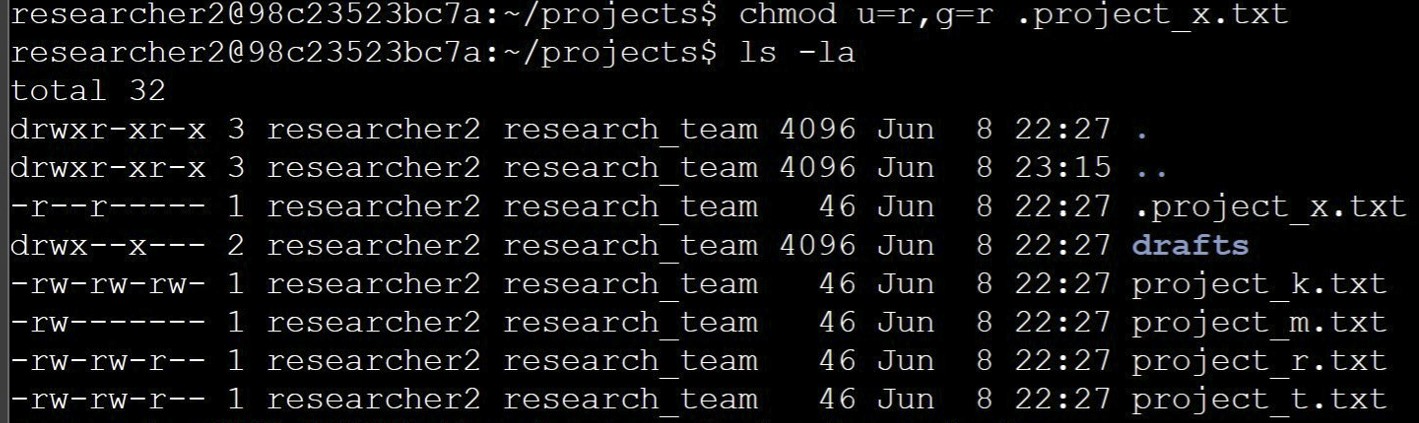 researcher2@98c23523bc7a:~/projects$ chmod u=r,g=r .project_x.txt
researcher2@98c23523bc7a:~/projects$ ls -la
total 32
drwxr-xr-x 3 researcher2 research_team 4096 Jun  8 22:27 .
drwxr-xr-x 3 researcher2 research_team 4096 Jun  8 23:15 ..
-r--r----- 1 researcher2 research_team   46 Jun  8 22:27 .project_x.txt
drwx--x--- 2 researcher2 research_team 4096 Jun  8 22:27 drafts
-rw-rw-rw- 1 researcher2 research_team   46 Jun  8 22:27 project_k.txt
-rw------- 1 researcher2 research_team   46 Jun  8 22:27 project_m.txt
-rw-rw-r-- 1 researcher2 research_team   46 Jun  8 22:27 project_r.txt
-rw-rw-r-- 1 researcher2 research_team   46 Jun  8 22:27 project_t.txt